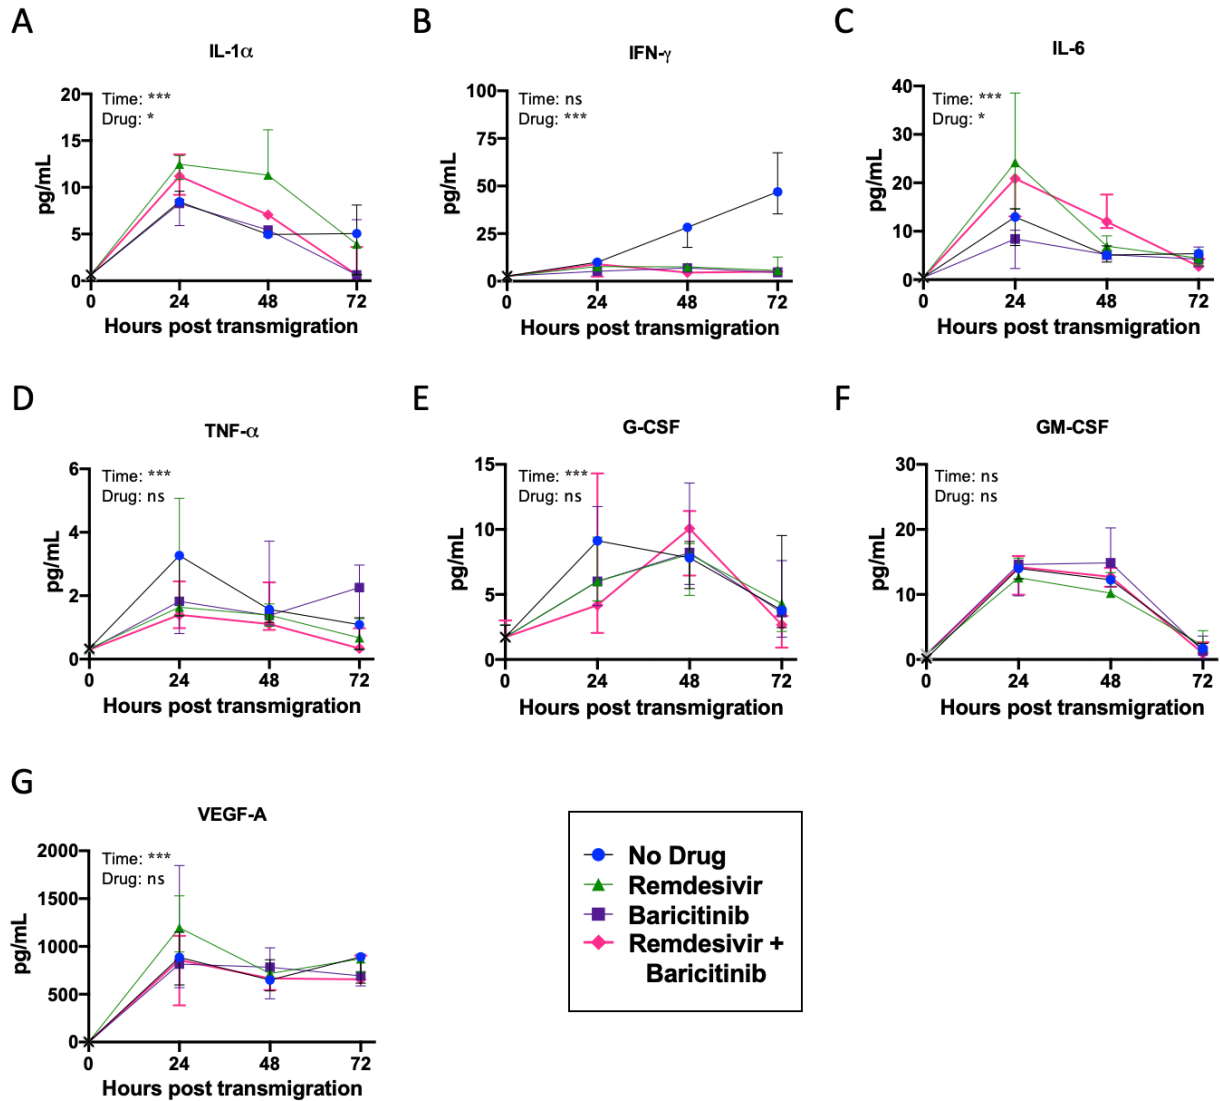 A
IL-1α
Time: ***
Drug: *
20
15
10
5
0
pg/mL
0 24 48 72
Hours post transmigration
B
IFN-γ
Time: ns
Drug: ***
100
75
50
25
0
pg/mL
0 24 48 72
Hours post transmigration
C
IL-6
Time: ***
Drug: *
40
30
20
10
0
pg/mL
0 24 48 72
Hours post transmigration
D
TNF-α
Time: ***
Drug: ns
6
4
2
0
pg/mL
0 24 48 72
Hours post transmigration
E
G-CSF
Time: ***
Drug: ns
15
10
5
0
pg/mL
0 24 48 72
Hours post transmigration
F
GM-CSF
Time: ns
Drug: ns
30
20
10
0
pg/mL
0 24 48 72
Hours post transmigration
G
VEGF-A
Time: ***
Drug: ns
2000
1500
1000
500
0
pg/mL
0 24 48 72
Hours post transmigration
No Drug
Remdesivir
Baricitinib
Remdesivir +
Baricitinib